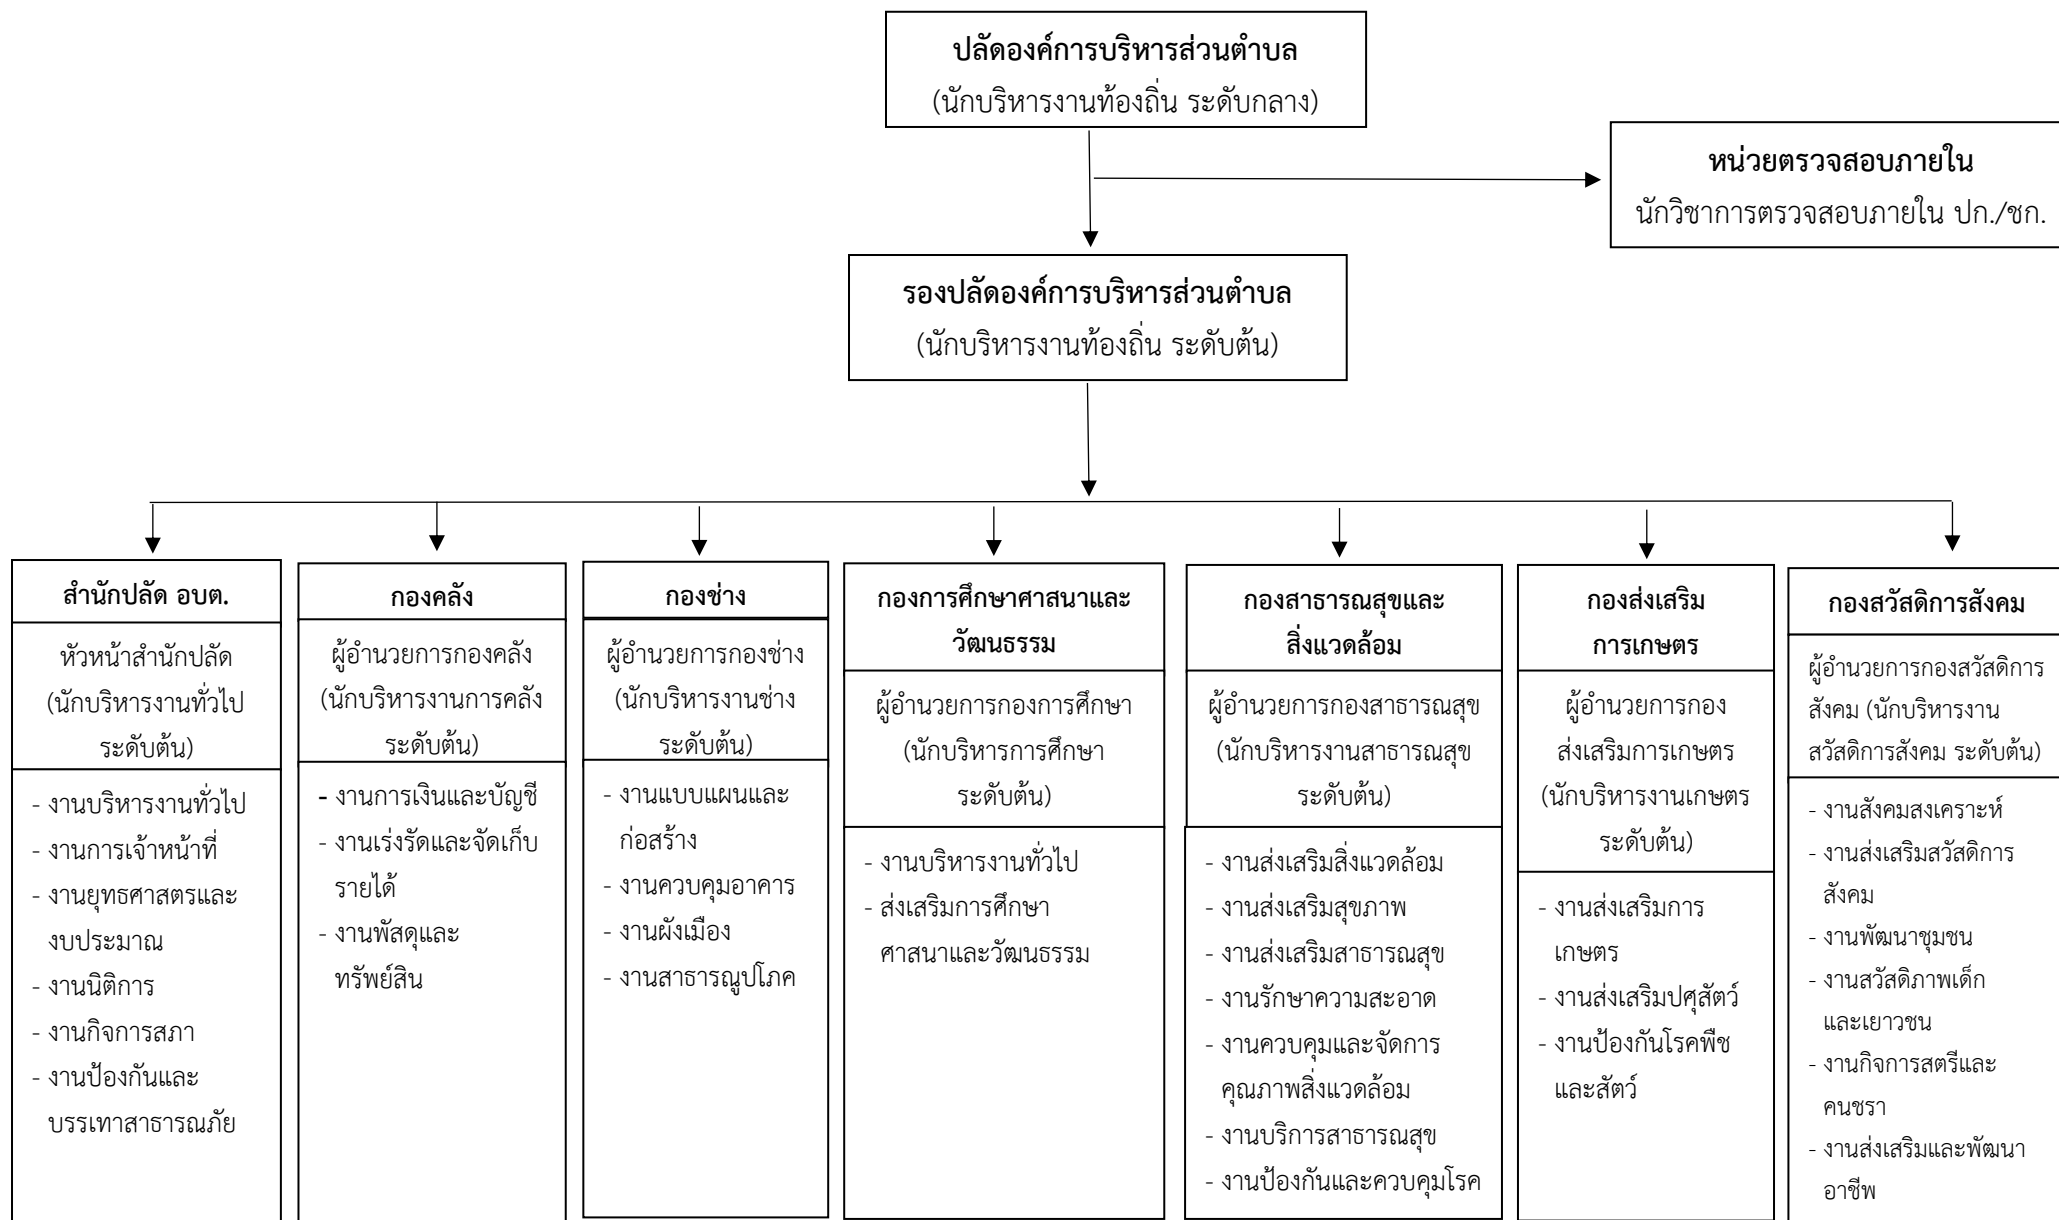 ปลัดองค์การบริหารส่วนตำบล
(นักบริหารงานท้องถิ่น ระดับกลาง)
หน่วยตรวจสอบภายใน
นักวิชาการตรวจสอบภายใน ปก./ชก.
รองปลัดองค์การบริหารส่วนตำบล
(นักบริหารงานท้องถิ่น ระดับต้น)
สำนักปลัด อบต.
หัวหน้าสำนักปลัด
(นักบริหารงานทั่วไป
ระดับต้น)
- งานบริหารงานทั่วไป
- งานการเจ้าหน้าที่
- งานยุทธศาสตร์และ
งบประมาณ
- งานนิติการ
- งานกิจการสภา
- งานป้องกันและ
บรรเทาสาธารณภัย
กองคลัง
ผู้อำนวยการกองคลัง
(นักบริหารงานการคลัง
ระดับต้น)
- งานการเงินและบัญชี
- งานเร่งรัดและจัดเก็บ
รายได้
- งานพัสดุและ
ทรัพย์สิน
กองช่าง
ผู้อำนวยการกองช่าง
(นักบริหารงานช่าง
ระดับต้น)
- งานแบบแผนและ
ก่อสร้าง
- งานควบคุมอาคาร
- งานผังเมือง
- งานสาธารณูปโภค
กองการศึกษาศาสนาและ
วัฒนธรรม
ผู้อำนวยการกองการศึกษา
(นักบริหารการศึกษา
ระดับต้น)
- งานบริหารงานทั่วไป
- ส่งเสริมการศึกษา
ศาสนาและวัฒนธรรม
กองสาธารณสุขและ
สิ่งแวดล้อม
ผู้อำนวยการกองสาธารณสุข
(นักบริหารงานสาธารณสุข
ระดับต้น)
- งานส่งเสริมสิ่งแวดล้อม
- งานส่งเสริมสุขภาพ
- งานส่งเสริมสาธารณสุข
- งานรักษาความสะอาด
- งานควบคุมและจัดการ
คุณภาพสิ่งแวดล้อม
- งานบริการสาธารณสุข
- งานป้องกันและควบคุมโรค
กองส่งเสริม
การเกษตร
ผู้อำนวยการกอง
ส่งเสริมการเกษตร
(นักบริหารงานเกษตร
ระดับต้น)
- งานส่งเสริมการ
เกษตร
- งานส่งเสริมปศุสัตว์
- งานป้องกันโรคพืช
และสัตว์
กองสวัสดิการสังคม
ผู้อำนวยการกองสวัสดิการ
สังคม (นักบริหารงาน
สวัสดิการสังคม ระดับต้น)
- งานสังคมสงเคราะห์
- งานส่งเสริมสวัสดิการ
สังคม
- งานพัฒนาชุมชน
- งานสวัสดิภาพเด็ก
และเยาวชน
- งานกิจการสตรีและ
คนชรา
- งานส่งเสริมและพัฒนา
อาชีพ